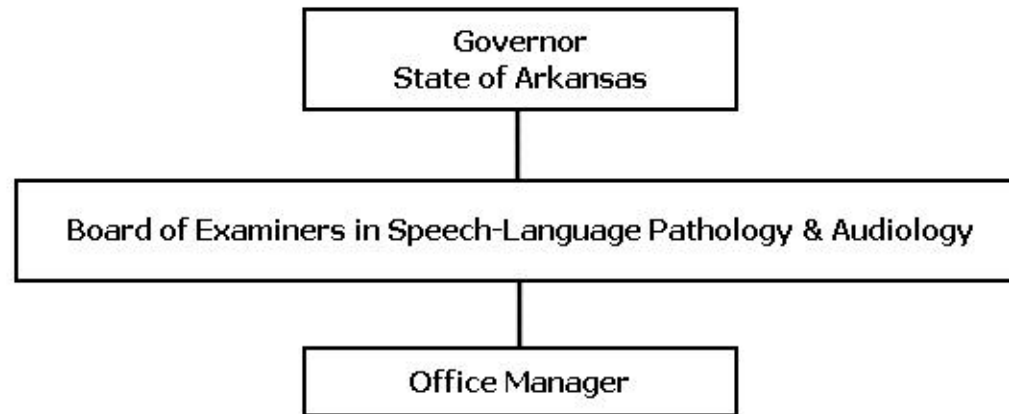 Governor
State of Arkansas
Board of Examiners in Speech-Language Pathology & Audiology
Office Manager